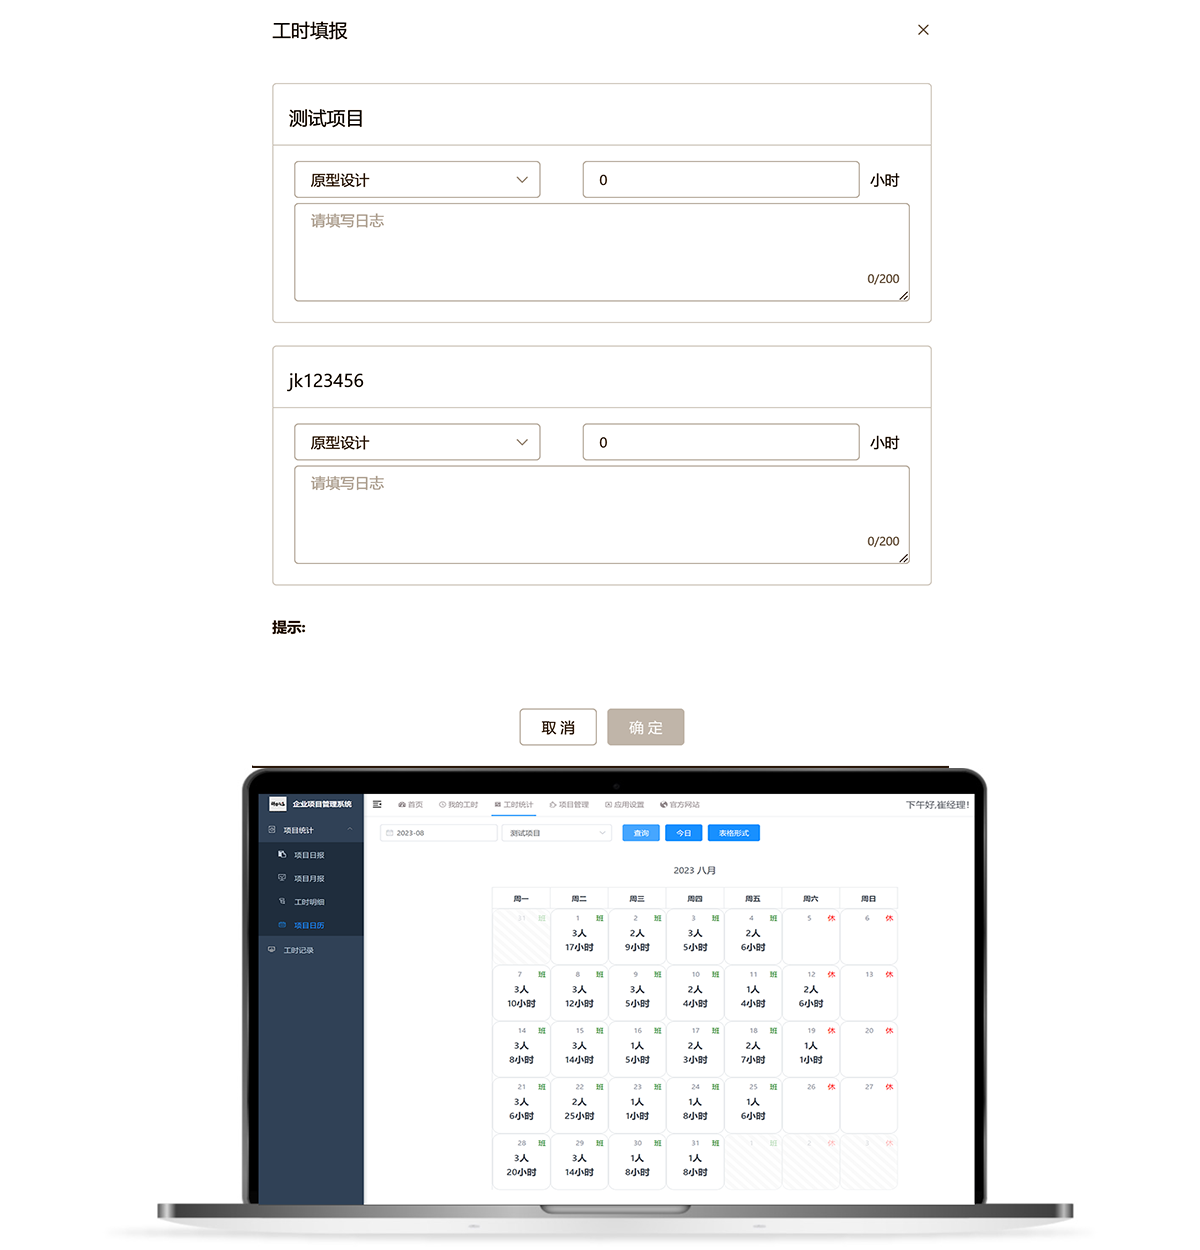 工时填报
测试项目
原型设计 0 小时
请填写日志
0/200
jk123456
原型设计 0 小时
请填写日志
0/200
提示:
取 消 确 定
企业项目管理系统 首页 我的工时 工时统计 项目管理 应用设置 官方网站 下午好,崔经理!
项目统计
项目日报
项目月报
工时明细
项目日历
工时记录
2023-08 测试项目 查询 今日 表格形式
2023 八月
周一 周二 周三 周四 周五 周六 周日
31 班 1 班 2 班 3 班 4 班 5 休 6 休
3人 2人 3人 2人
17小时 9小时 5小时 6小时
7 班 8 班 9 班 10 班 11 班 12 休 13 休
3人 3人 3人 2人 1人 2人
10小时 12小时 5小时 4小时 4小时 6小时
14 班 15 班 16 班 17 班 18 班 19 休 20 休
3人 3人 1人 2人 2人 1人
8小时 14小时 5小时 3小时 7小时 1小时
21 班 22 班 23 班 24 班 25 班 26 休 27 休
3人 2人 1人 1人 1人
6小时 25小时 1小时 8小时 6小时
28 班 29 班 30 班 31 班 1 班 2 休 3 休
3人 3人 1人 1人
20小时 14小时 8小时 8小时